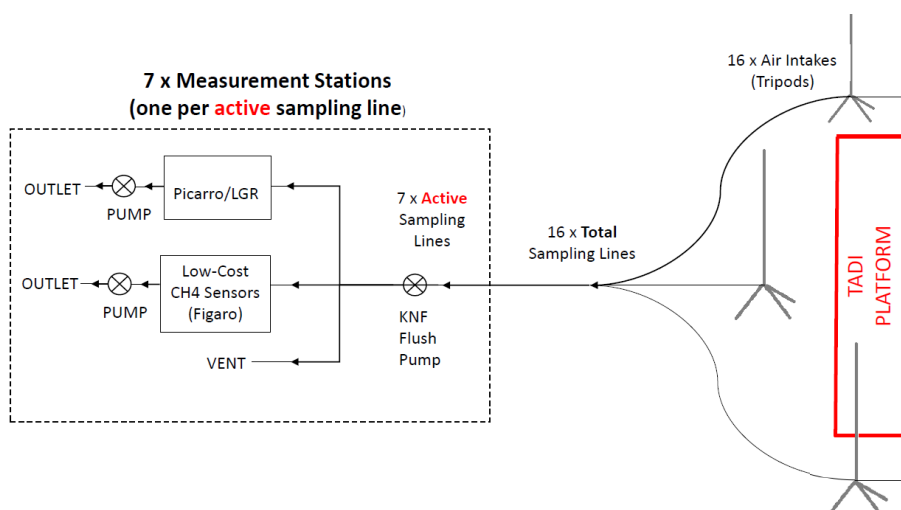 7 x Measurement Stations
(one per active sampling line)
OUTLET
PUMP
Picarro/LGR
OUTLET
PUMP
Low-Cost
CH4 Sensors
(Figaro)
VENT
7 x Active
Sampling
Lines
KNF
Flush
Pump
16 x Total
Sampling Lines
16 x Air Intakes
(Tripods)
TADI
PLATFORM